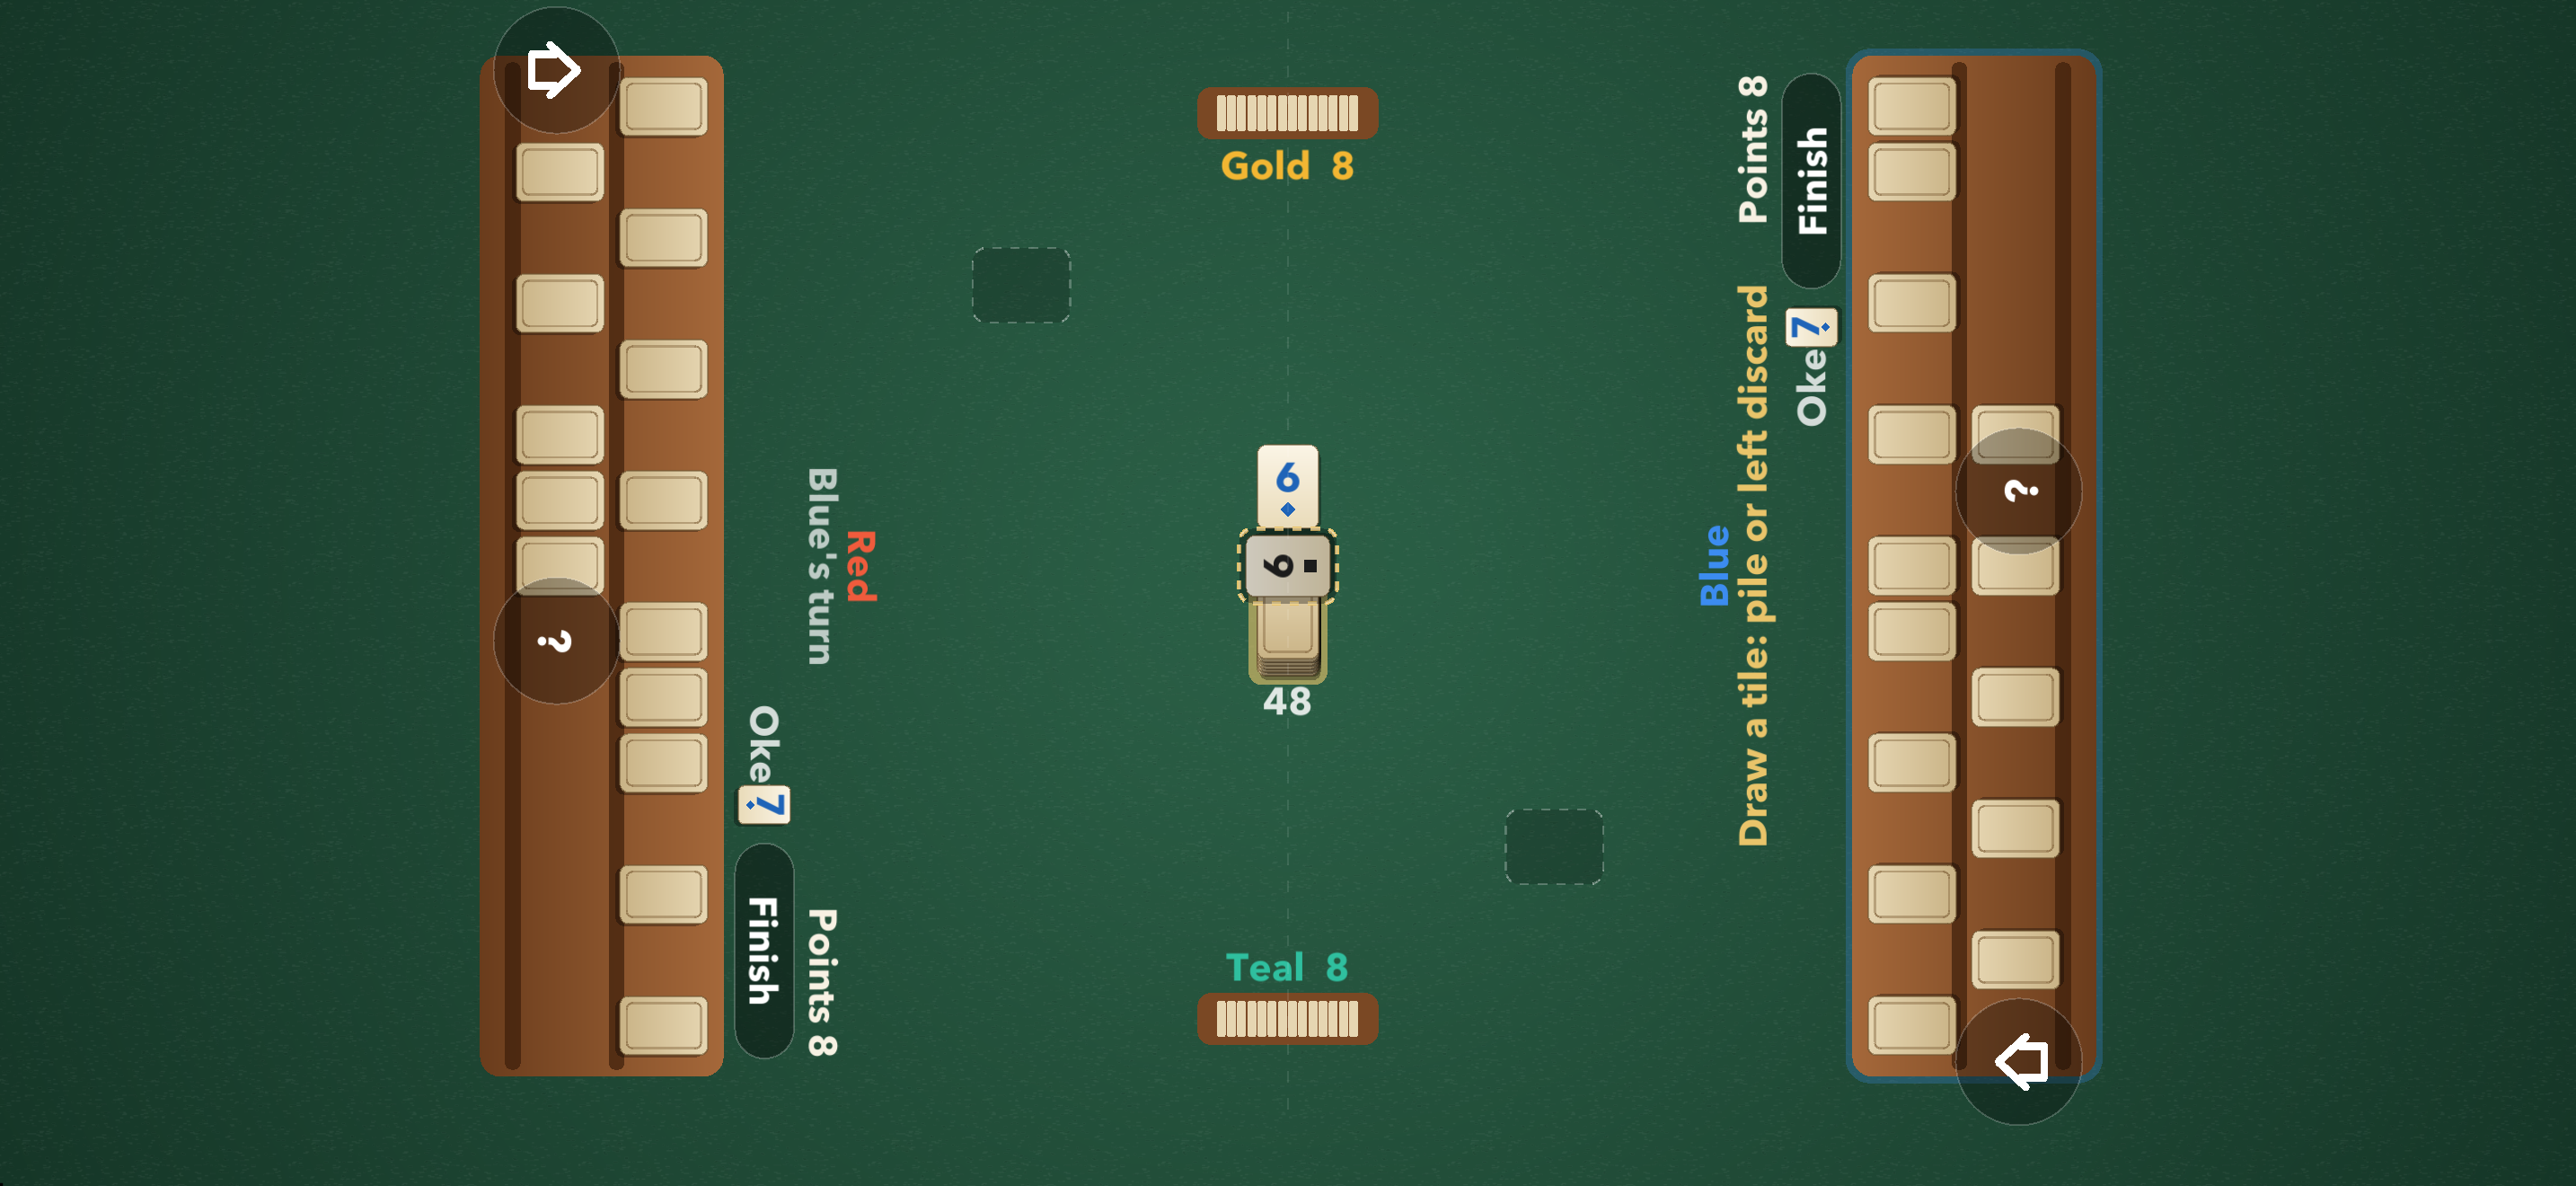 Gold 8
Red
Blue's turn
Oke 7
Finish
Points 8
6
9
48
Blue
Draw a tile: pile or left discard
Points 8
Oke 7
Finish
Teal 8
?
?